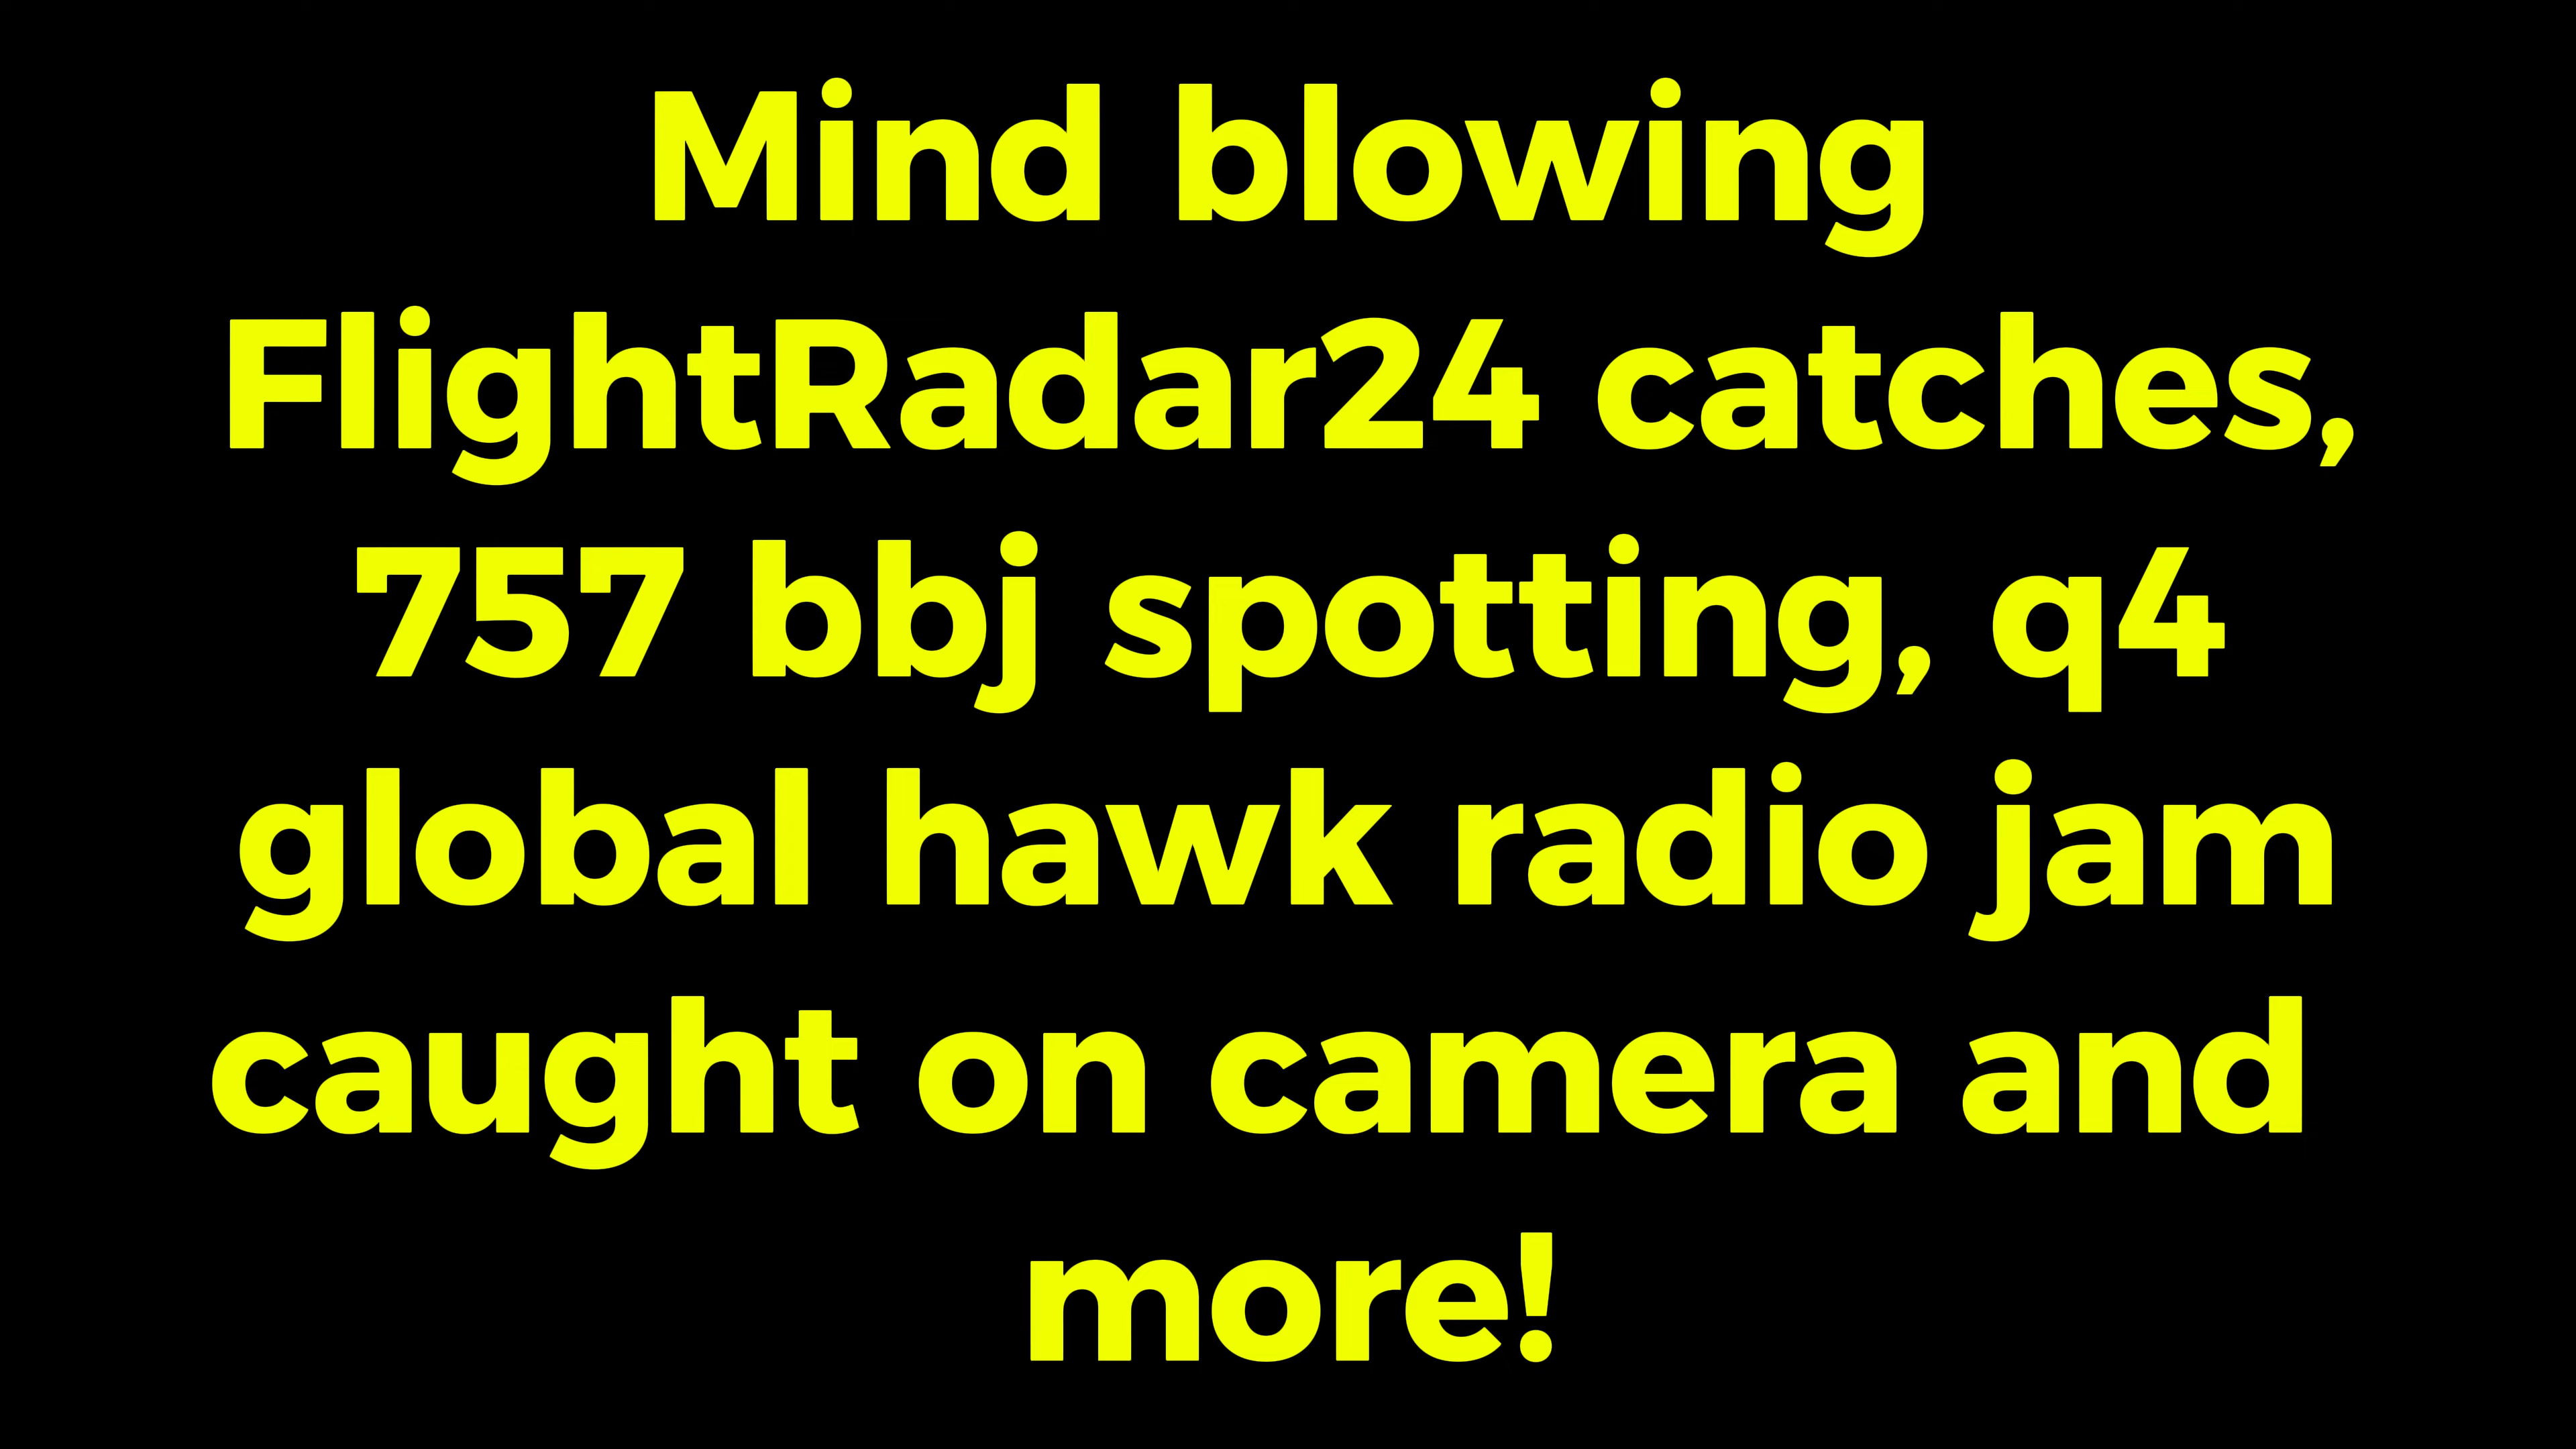 Mind blowing
FlightRadar24 catches,
757 bbj spotting, q4
global hawk radio jam
caught on camera and
more!